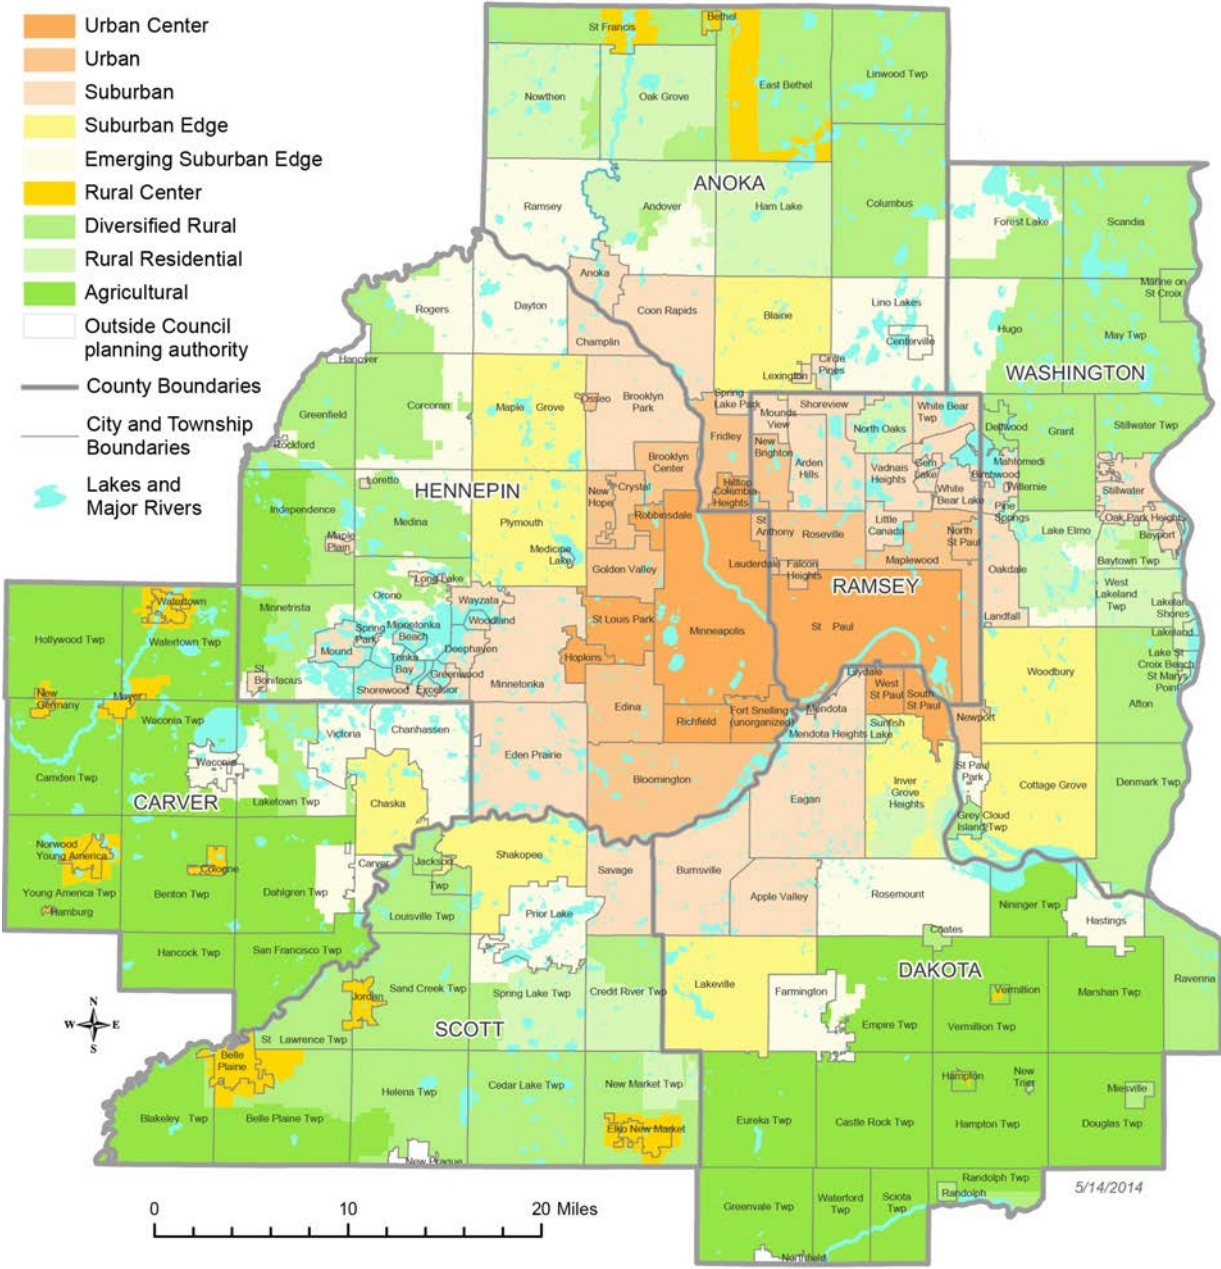 Urban Center
Urban
Suburban
Suburban Edge
Emerging Suburban Edge
Rural Center
Diversified Rural
Rural Residential
Agricultural
Outside Council
planning authority
County Boundaries
City and Township
Boundaries
Lakes and
Major Rivers
St Francis
Bethel
Nowthen
Oak Grove
East Bethel
Linwood Twp
ANOKA
Ramsey
Andover
Ham Lake
Columbus
Forest Lake
Scandia
Marine on
St Croix
Anoka
Rogers
Dayton
Coon Rapids
Blaine
Lino Lakes
Centerville
Hugo
May Twp
Champlin
Hanover
Circle
Pines
Lexington
WASHINGTON
Greenfield
Corcoran
Maple Grove
Osseo
Brooklyn
Park
Spring
Lake Park
Mounds
View
Shoreview
White Bear
Twp
North Oaks
Dellwood
Grant
Stillwater Twp
Rockford
Fridley
New
Brighton
Arden
Hills
Vadnais
Heights
Gem
Lake
Mahtomedi
Birchwood
Willernie
White
Bear Lake
Pine
Springs
Stillwater
Oak Park Heights
Bayport
Brooklyn
Center
Loretto
HENNEPIN
New
Hope
Crystal
Hilltop
Columbia
Heights
Independence
Medina
Plymouth
Robbinsdale
St
Anthony
Roseville
Little
Canada
North
St Paul
Lake Elmo
Baytown Twp
Maple
Plain
Medicine
Lake
Golden Valley
Lauderdale
Falcon
Heights
Maplewood
Oakdale
RAMSEY
West
Lakeland
Twp
Long Lake
Orono
Wayzata
Woodland
Minnetrista
Minnetonka
Beach
Spring
Park
Mound
Tonka
Bay
Deephaven
Greenwood
Shorewood
Excelsior
Minnetonka
St Louis Park
Hopkins
Minneapolis
St Paul
Landfall
Lakeland
Shores
Lakeland
Lake St
Croix Beach
St Marys
Point
Woodbury
Afton
Watertown
Hollywood Twp
Watertown Twp
St
Bonifacius
New
Germany
Mayer
Waconia Twp
Victoria
Chanhassen
Eden Prairie
Edina
Richfield
Fort Snelling
(unorganized)
Lilydale
West
St Paul
South
St Paul
Mendota
Mendota Heights
Sunfish
Lake
Newport
St Paul
Park
Bloomington
Waconia
Camden Twp
CARVER
Laketown Twp
Chaska
Eagan
Inver
Grove
Heights
Cottage Grove
Denmark Twp
Grey Cloud
Island Twp
Norwood
Young America
Cologne
Carver
Jackson
Twp
Shakopee
Savage
Burnsville
Apple Valley
Rosemount
Nininger Twp
Hastings
Young America Twp
Benton Twp
Dahlgren Twp
Hamburg
Louisville Twp
Prior Lake
Coates
Hancock Twp
San Francisco Twp
DAKOTA
Jordan
Sand Creek Twp
Spring Lake Twp
Credit River Twp
Lakeville
Farmington
Vermillion
Marshan Twp
Ravenna
Empire Twp
Vermillion Twp
N
W E
S
SCOTT
St Lawrence Twp
Belle
Plaine
Helena Twp
Cedar Lake Twp
New Market Twp
Hampton
New
Trier
Miesville
Blakeley Twp
Belle Plaine Twp
Elko New Market
Eureka Twp
Castle Rock Twp
Hampton Twp
Douglas Twp
New Prague
Randolph Twp
Randolph
5/14/2014
Greenvale Twp
Waterford
Twp
Sciota
Twp
Northfield
0 10 20 Miles